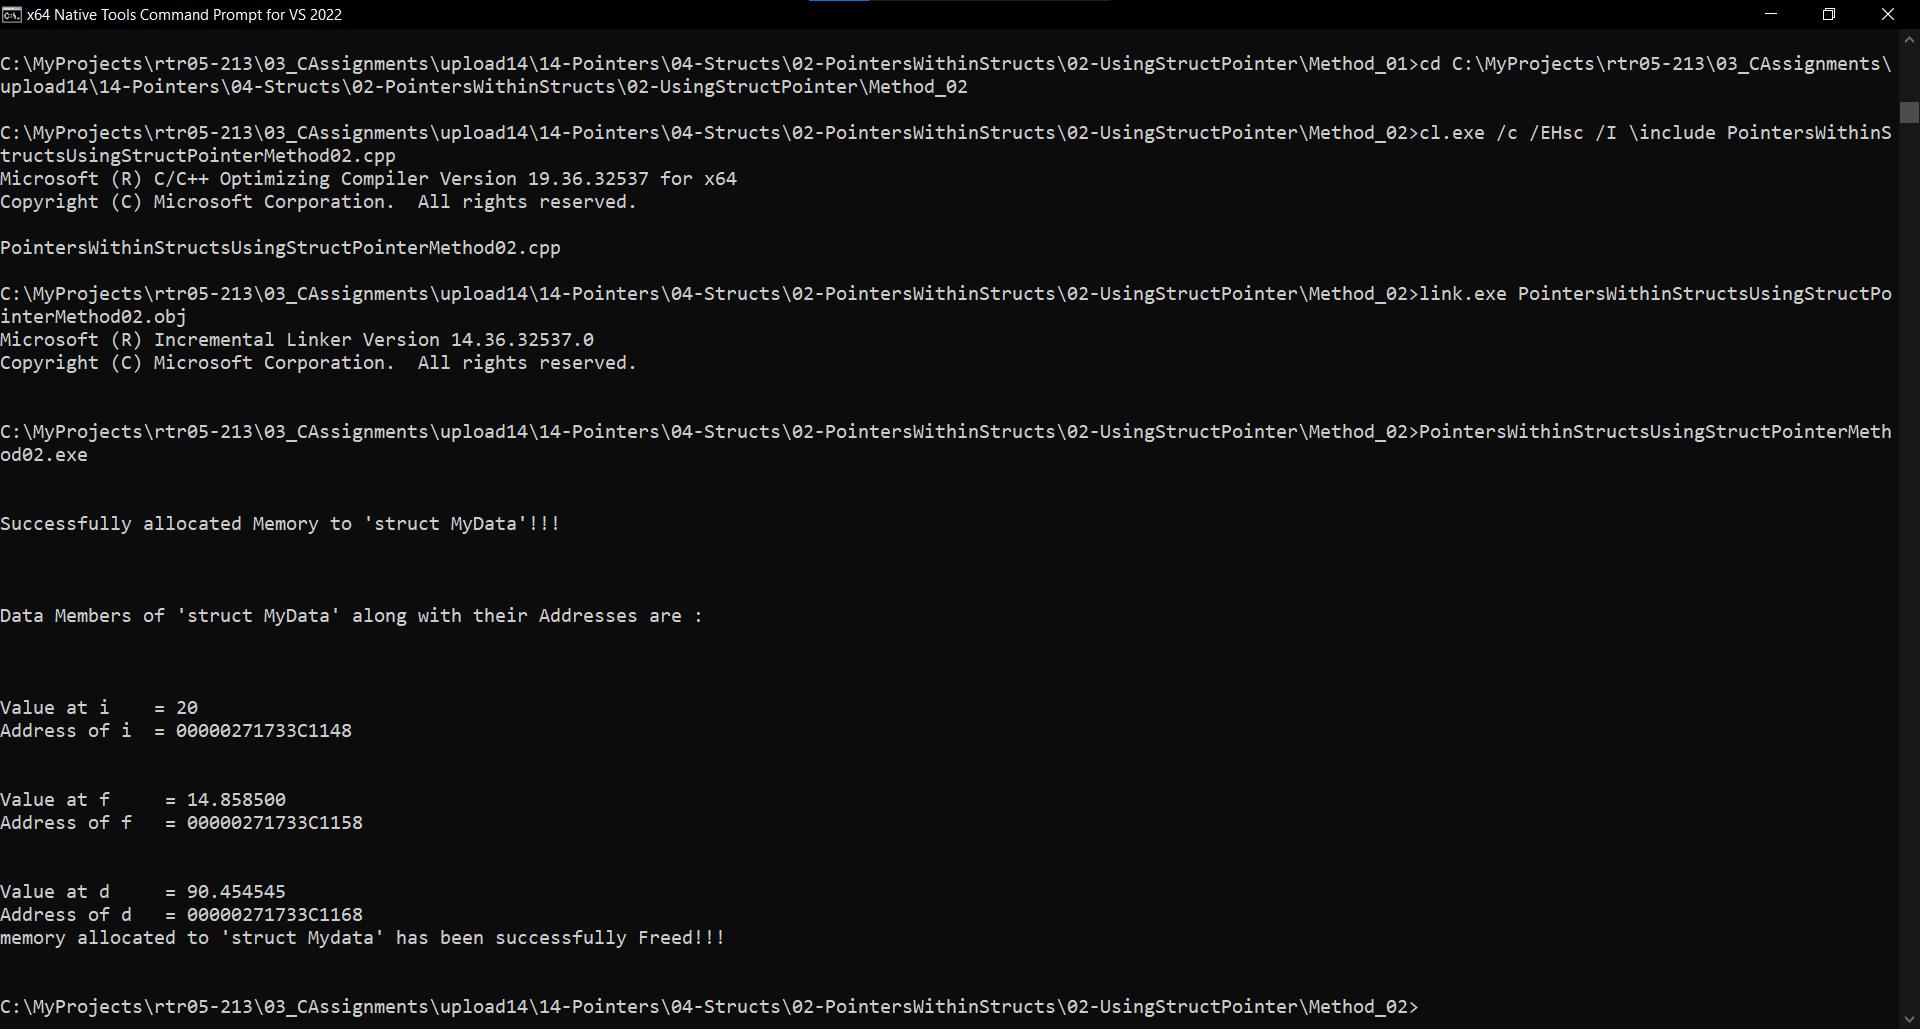 x64 Native Tools Command Prompt for VS 2022
C:\MyProjects\rtr05-213\03_CAssignments\upload14\14-Pointers\04-Structs\02-PointersWithinStructs\02-UsingStructPointer\Method_01>cd C:\MyProjects\rtr05-213\03_CAssignments\
upload14\14-Pointers\04-Structs\02-PointersWithinStructs\02-UsingStructPointer\Method_02
C:\MyProjects\rtr05-213\03_CAssignments\upload14\14-Pointers\04-Structs\02-PointersWithinStructs\02-UsingStructPointer\Method_02>cl.exe /c /EHsc /I \include PointersWithinS
tructsUsingStructPointerMethod02.cpp
Microsoft (R) C/C++ Optimizing Compiler Version 19.36.32537 for x64
Copyright (C) Microsoft Corporation.  All rights reserved.
PointersWithinStructsUsingStructPointerMethod02.cpp
C:\MyProjects\rtr05-213\03_CAssignments\upload14\14-Pointers\04-Structs\02-PointersWithinStructs\02-UsingStructPointer\Method_02>link.exe PointersWithinStructsUsingStructPo
interMethod02.obj
Microsoft (R) Incremental Linker Version 14.36.32537.0
Copyright (C) Microsoft Corporation.  All rights reserved.
C:\MyProjects\rtr05-213\03_CAssignments\upload14\14-Pointers\04-Structs\02-PointersWithinStructs\02-UsingStructPointer\Method_02>PointersWithinStructsUsingStructPointerMeth
od02.exe
Successfully allocated Memory to 'struct MyData'!!!
Data Members of 'struct MyData' along with their Addresses are :
Value at i    = 20
Address of i  = 00000271733C1148
Value at f     = 14.858500
Address of f   = 00000271733C1158
Value at d     = 90.454545
Address of d   = 00000271733C1168
memory allocated to 'struct Mydata' has been successfully Freed!!!
C:\MyProjects\rtr05-213\03_CAssignments\upload14\14-Pointers\04-Structs\02-PointersWithinStructs\02-UsingStructPointer\Method_02>